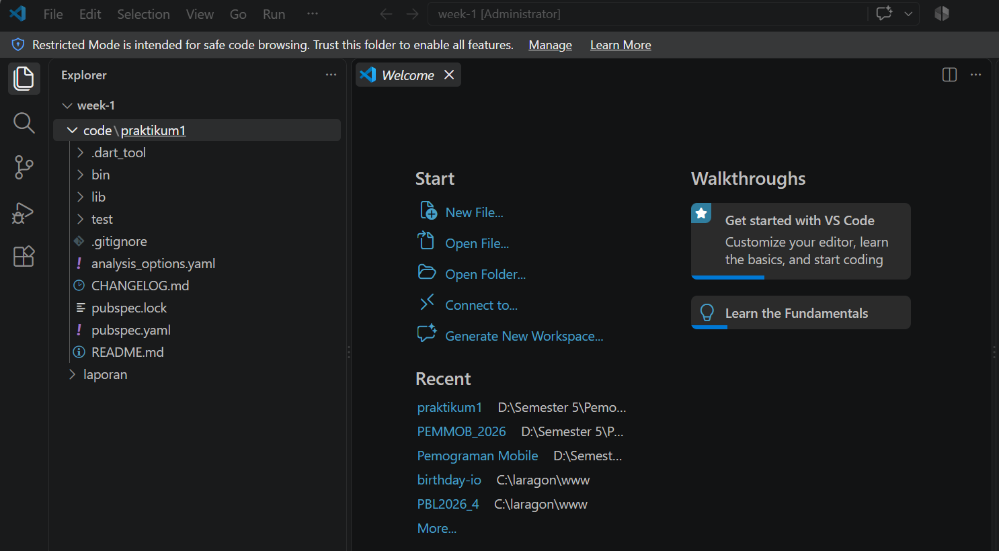 File Edit Selection View Go Run ··· week-1 [Administrator]
Restricted Mode is intended for safe code browsing. Trust this folder to enable all features. Manage Learn More
Explorer
week-1
code\praktikum1
.dart_tool
bin
lib
test
.gitignore
analysis_options.yaml
CHANGELOG.md
pubspec.lock
pubspec.yaml
README.md
laporan
Welcome
Start
New File...
Open File...
Open Folder...
Connect to...
Generate New Workspace...
Recent
praktikum1 D:\Semester 5\Pemo...
PEMMOB_2026 D:\Semester 5\P...
Pemograman Mobile D:\Semest...
birthday-io C:\laragon\www
PBL2026_4 C:\laragon\www
More...
Walkthroughs
Get started with VS Code
Customize your editor, learn
the basics, and start coding
Learn the Fundamentals